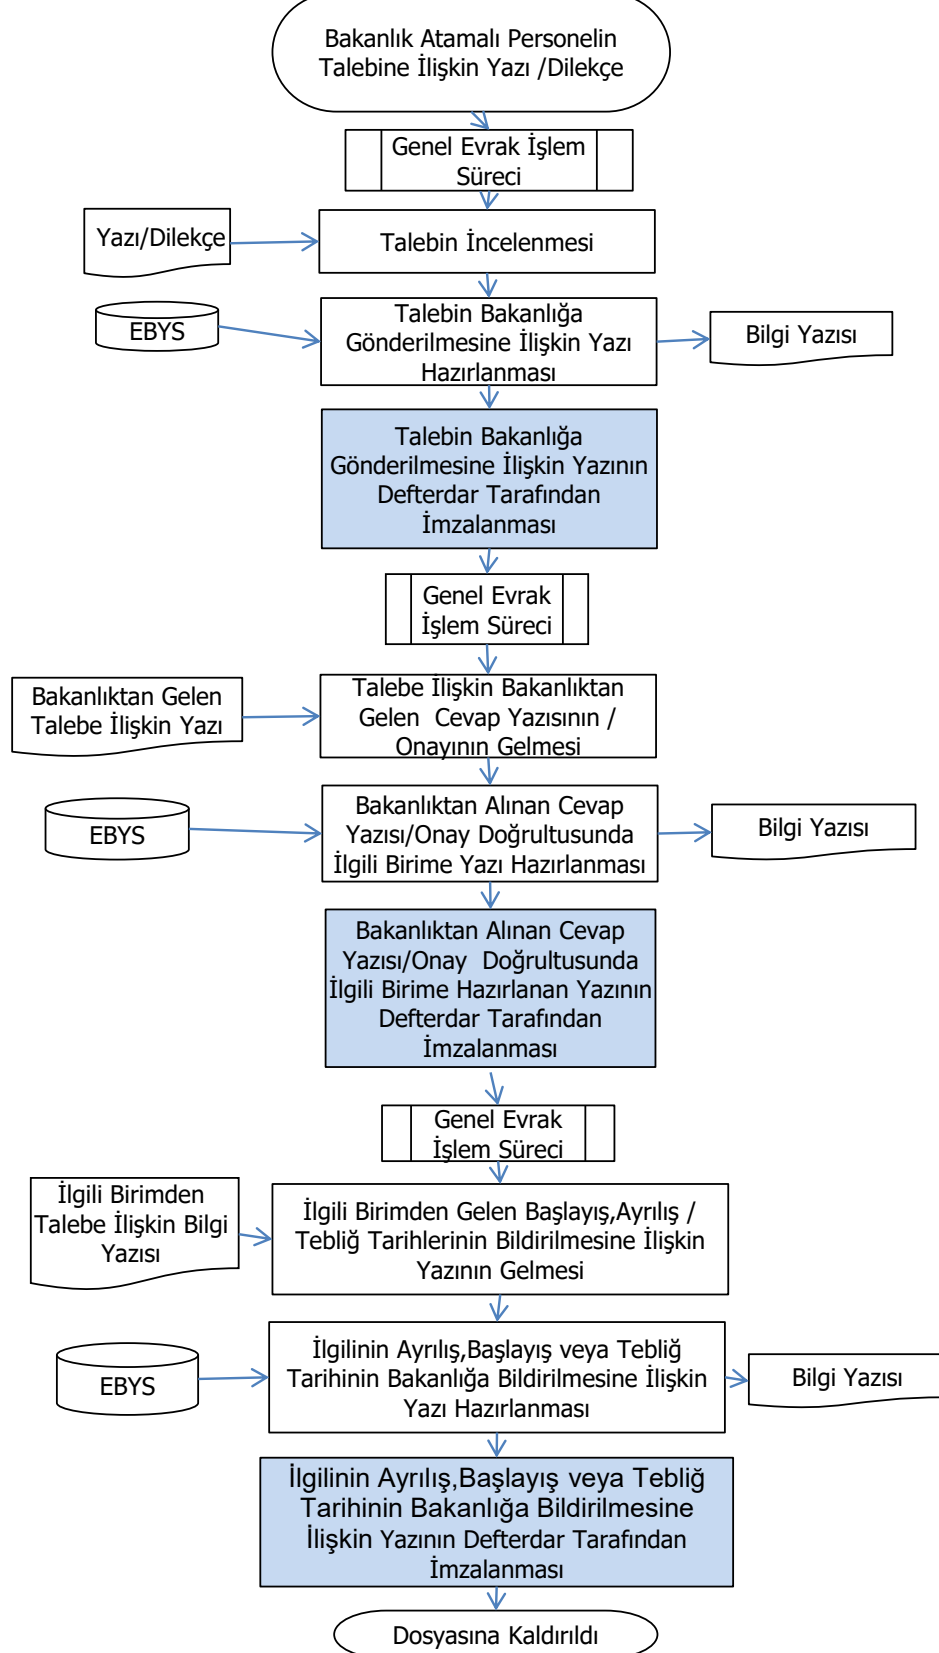 Bakanlık Atamalı Personelin
Talebine İlişkin Yazı /Dilekçe
Genel Evrak İşlem
Süreci
Yazı/Dilekçe
Talebin İncelenmesi
EBYS
Talebin Bakanlığa
Gönderilmesine İlişkin Yazı
Hazırlanması
Bilgi Yazısı
Talebin Bakanlığa
Gönderilmesine İlişkin Yazının
Defterdar Tarafından
İmzalanması
Genel Evrak
İşlem Süreci
Bakanlıktan Gelen
Talebe İlişkin Yazı
Talebe İlişkin Bakanlıktan
Gelen Cevap Yazısının /
Onayının Gelmesi
EBYS
Bakanlıktan Alınan Cevap
Yazısı/Onay Doğrultusunda
İlgili Birime Yazı Hazırlanması
Bilgi Yazısı
Bakanlıktan Alınan Cevap
Yazısı/Onay Doğrultusunda
İlgili Birime Hazırlanan Yazının
Defterdar Tarafından
İmzalanması
Genel Evrak
İşlem Süreci
İlgili Birimden
Talebe İlişkin Bilgi
Yazısı
İlgili Birimden Gelen Başlayış,Ayrılış /
Tebliğ Tarihlerinin Bildirilmesine İlişkin
Yazının Gelmesi
EBYS
İlgilinin Ayrılış,Başlayış veya Tebliğ
Tarihinin Bakanlığa Bildirilmesine İlişkin
Yazı Hazırlanması
Bilgi Yazısı
İlgilinin Ayrılış,Başlayış veya Tebliğ
Tarihinin Bakanlığa Bildirilmesine
İlişkin Yazının Defterdar Tarafından
İmzalanması
Dosyasına Kaldırıldı